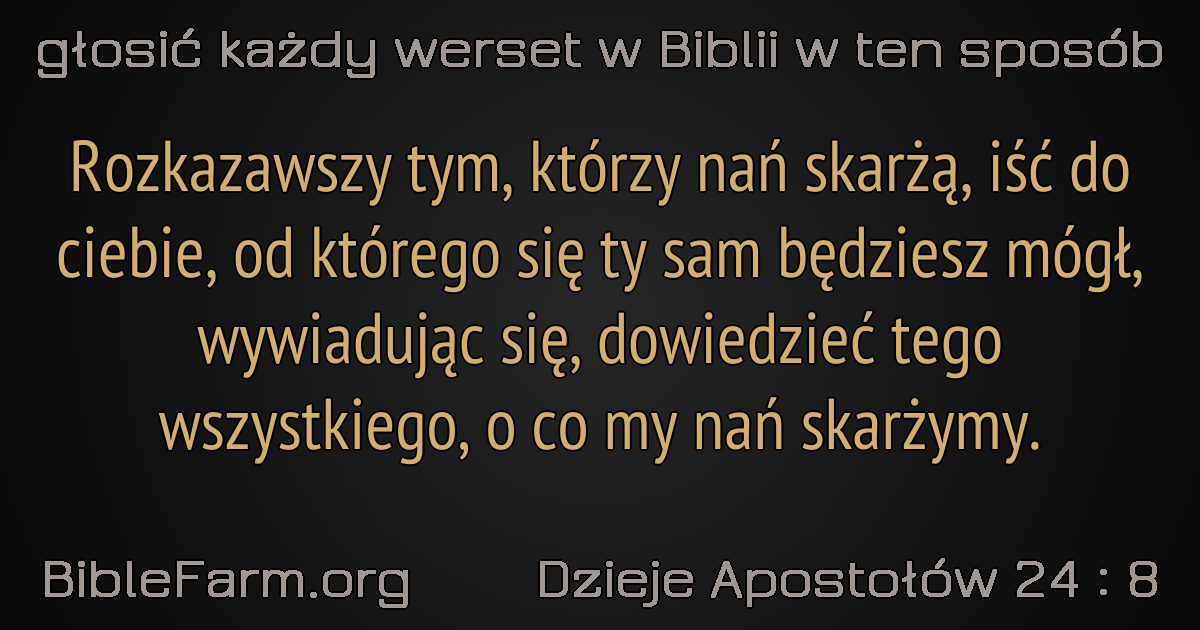 głosić każdy werset w Biblii w ten sposób
Rozkazawszy tym, którzy nań skarżą, iść do
ciebie, od którego się ty sam będziesz mógł,
wywiadując się, dowiedzieć tego
wszystkiego, o co my nań skarżymy.
BibleFarm.org Dzieje Apostołów 24 : 8